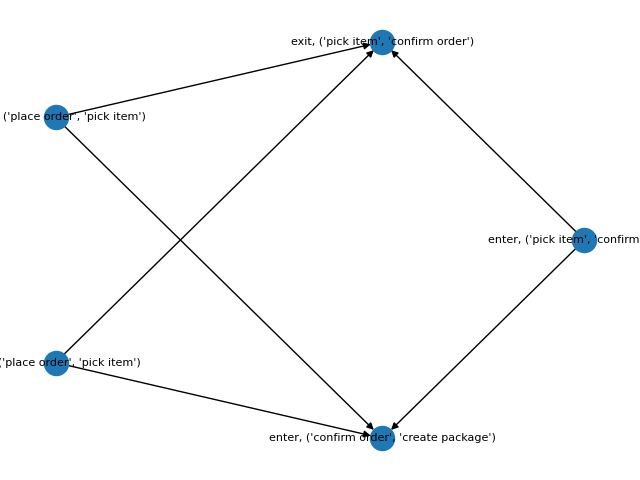 exit, ('pick item', 'confirm order')
('place order', 'pick item')
enter, ('pick item', 'confirm
('place order', 'pick item')
enter, ('confirm order', 'create package')